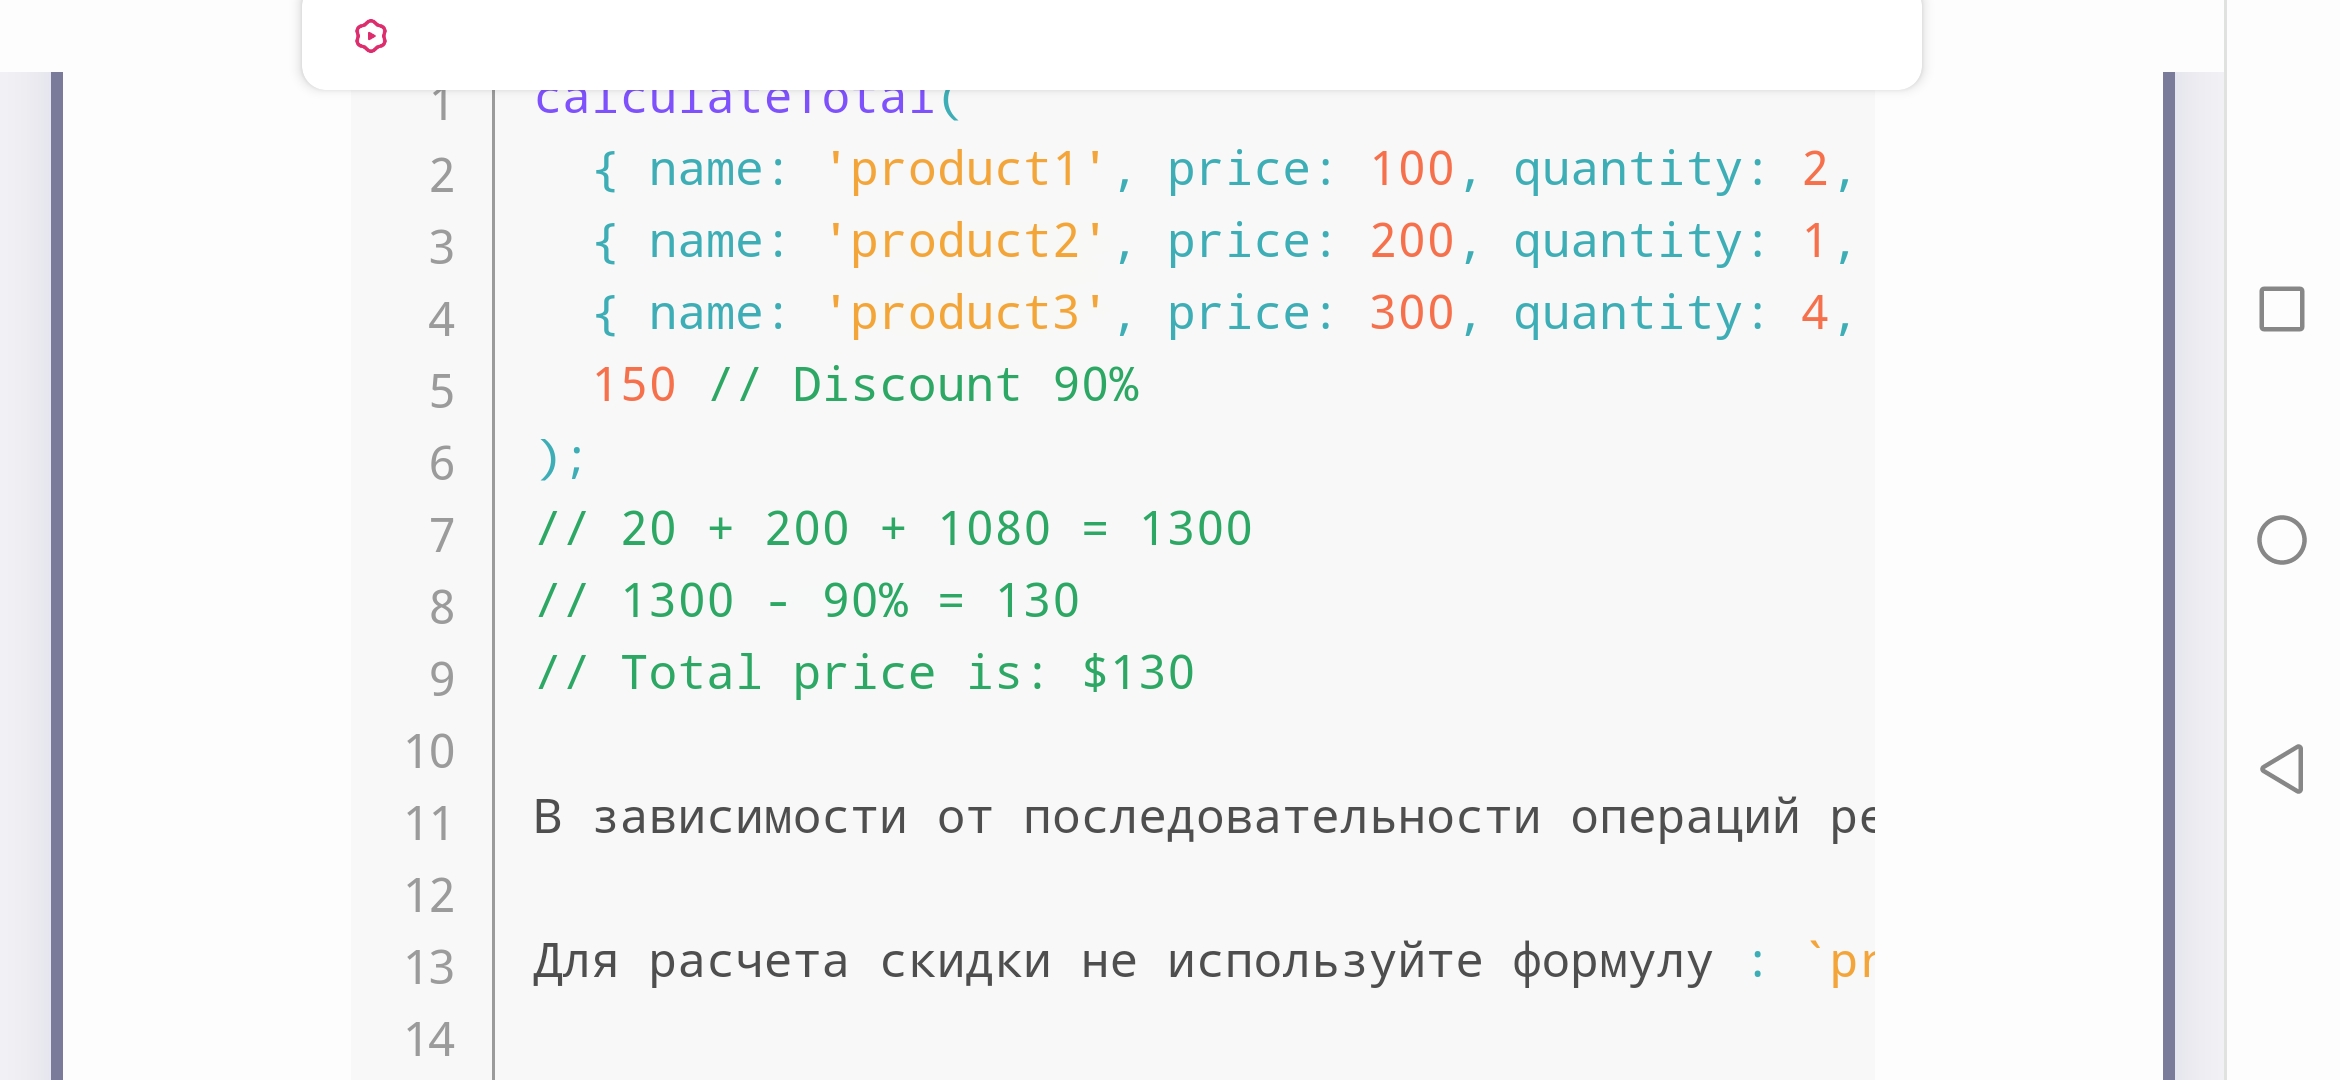 1 calculateTotal(
2 { name: 'product1', price: 100, quantity: 2,
3 { name: 'product2', price: 200, quantity: 1,
4 { name: 'product3', price: 300, quantity: 4,
5 150 // Discount 90%
6 );
7 // 20 + 200 + 1080 = 1300
8 // 1300 - 90% = 130
9 // Total price is: $130
10
11 В зависимости от последовательности операций ре
12
13 Для расчета скидки не используйте формулу : `pr
14